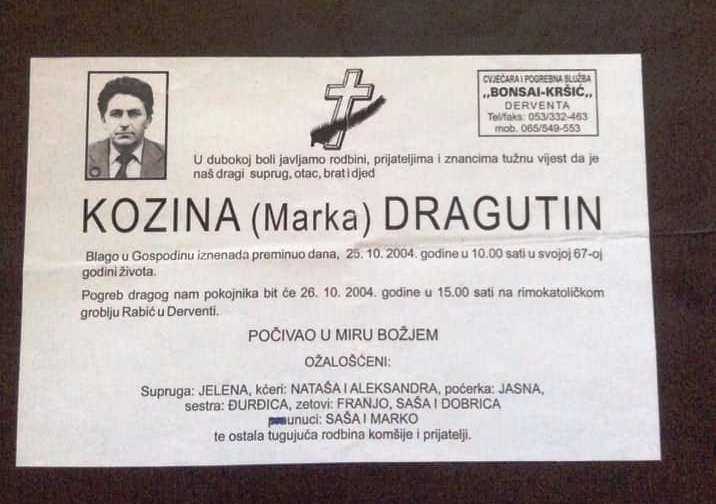 CVJEĆARA I POGREBNA SLUŽBA
„BONSAI-KRŠIĆ„
DERVENTA
Tel/faks: 053/332-463
mob. 065/549-553
U dubokoj boli javljamo rodbini, prijateljima i znancima tužnu vijest da je
naš dragi suprug, otac, brat i djed
KOZINA (Marka) DRAGUTIN
Blago u Gospodinu iznenada preminuo dana, 25. 10. 2004. godine u 10.00 sati u svojoj 67-oj
godini života.
Pogreb dragog nam pokojnika bit će 26. 10. 2004. godine u 15.00 sati na rimokatoličkom
groblju Rabić u Derventi.
POČIVAO U MIRU BOŽJEM
OŽALOŠĆENI:
Supruga: JELENA, kćeri: NATAŠA I ALEKSANDRA, poćerka: JASNA,
sestra: ĐURĐICA, zetovi: FRANJO, SAŠA I DOBRICA
unuci: SAŠA I MARKO
te ostala tugujuća rodbina komšije i prijatelji.